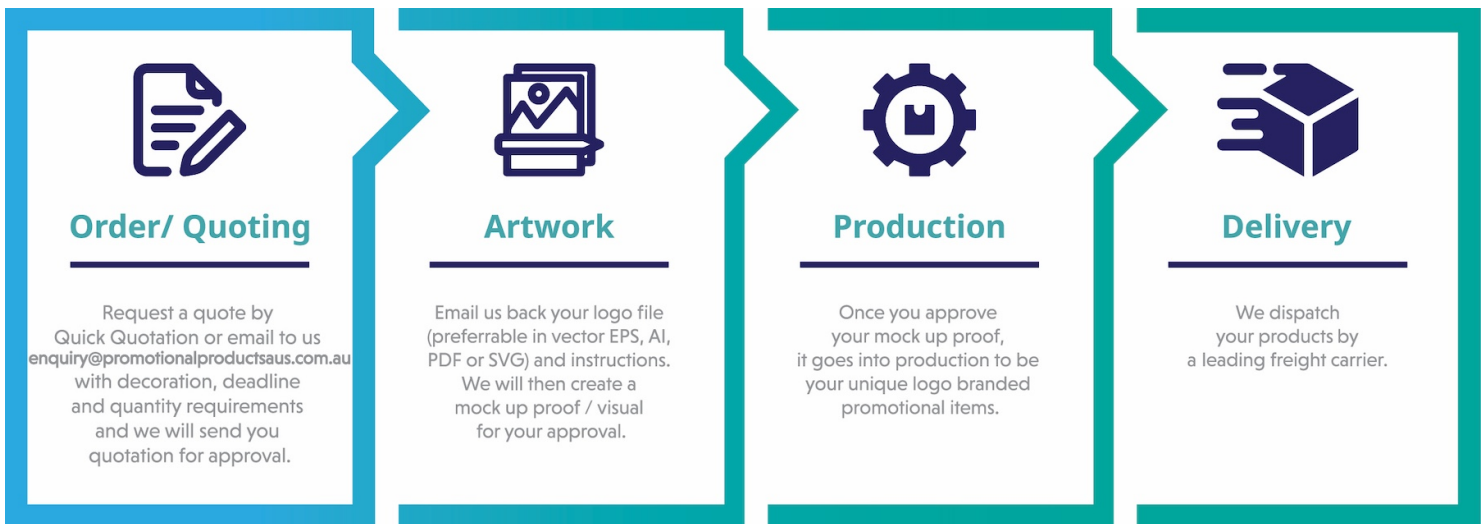 Order/ Quoting
Request a quote by
Quick Quotation or email to us
enquiry@promotionalproductsaus.com.au
with decoration, deadline
and quantity requirements
and we will send you
quotation for approval.
Artwork
Email us back your logo file
(preferrable in vector EPS, AI,
PDF or SVG) and instructions.
We will then create a
mock up proof / visual
for your approval.
Production
Once you approve
your mock up proof,
it goes into production to be
your unique logo branded
promotional items.
Delivery
We dispatch
your products by
a leading freight carrier.